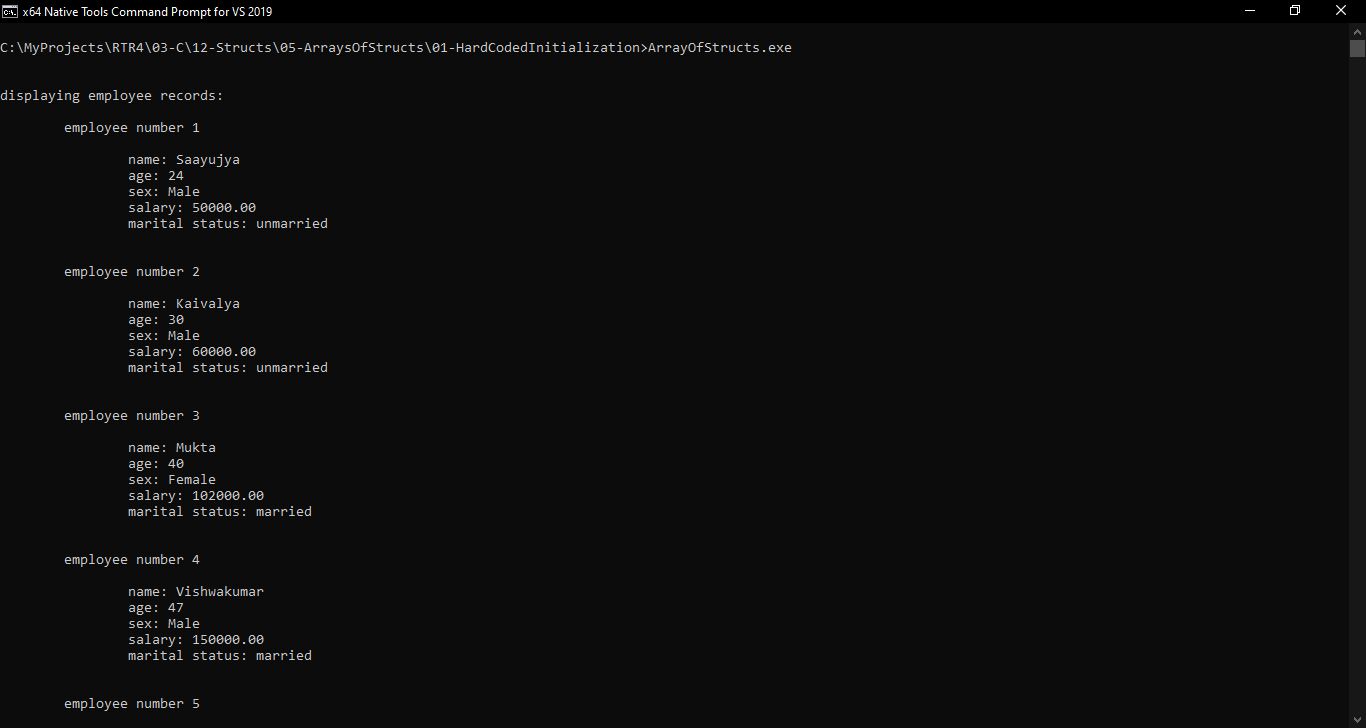 x64 Native Tools Command Prompt for VS 2019
C:\MyProjects\RTR4\03-C\12-Structs\05-ArraysOfStructs\01-HardCodedInitialization>ArrayOfStructs.exe
displaying employee records:
employee number 1
name: Saayujya
age: 24
sex: Male
salary: 50000.00
marital status: unmarried
employee number 2
name: Kaivalya
age: 30
sex: Male
salary: 60000.00
marital status: unmarried
employee number 3
name: Mukta
age: 40
sex: Female
salary: 102000.00
marital status: married
employee number 4
name: Vishwakumar
age: 47
sex: Male
salary: 150000.00
marital status: married
employee number 5